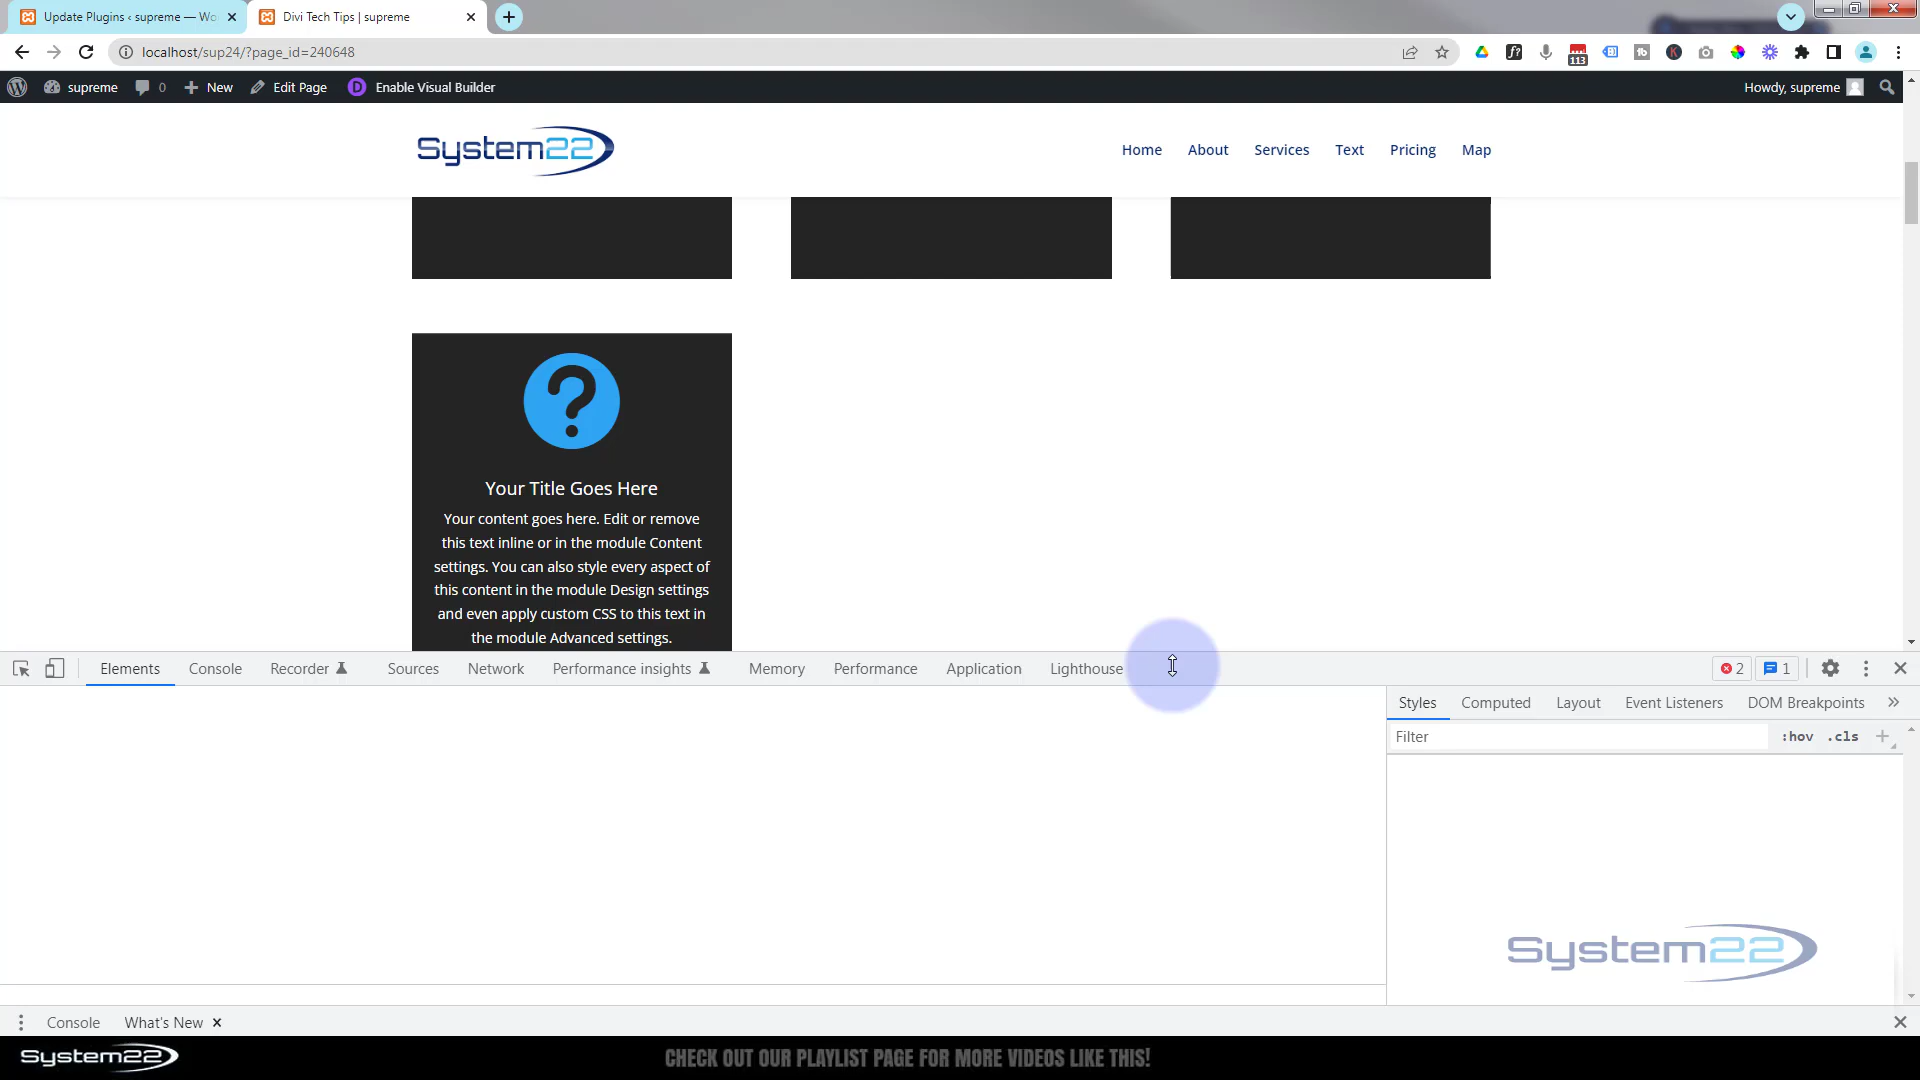 Update Plugins ‹ supreme — Wo
Divi Tech Tips | supreme
localhost/sup24/?page_id=240648
113
supreme
0
New
Edit Page
D
Enable Visual Builder
Howdy, supreme
System22
Home
About
Services
Text
Pricing
Map
Your Title Goes Here
Your content goes here. Edit or remove
this text inline or in the module Content
settings. You can also style every aspect of
this content in the module Design settings
and even apply custom CSS to this text in
the module Advanced settings.
Elements
Console
Recorder
Sources
Network
Performance insights
Memory
Performance
Application
Lighthouse
2
1
Styles
Computed
Layout
Event Listeners
DOM Breakpoints
Filter
:hov
.cls
System22
Console
What's New
System22
CHECK OUT OUR PLAYLIST PAGE FOR MORE VIDEOS LIKE THIS!